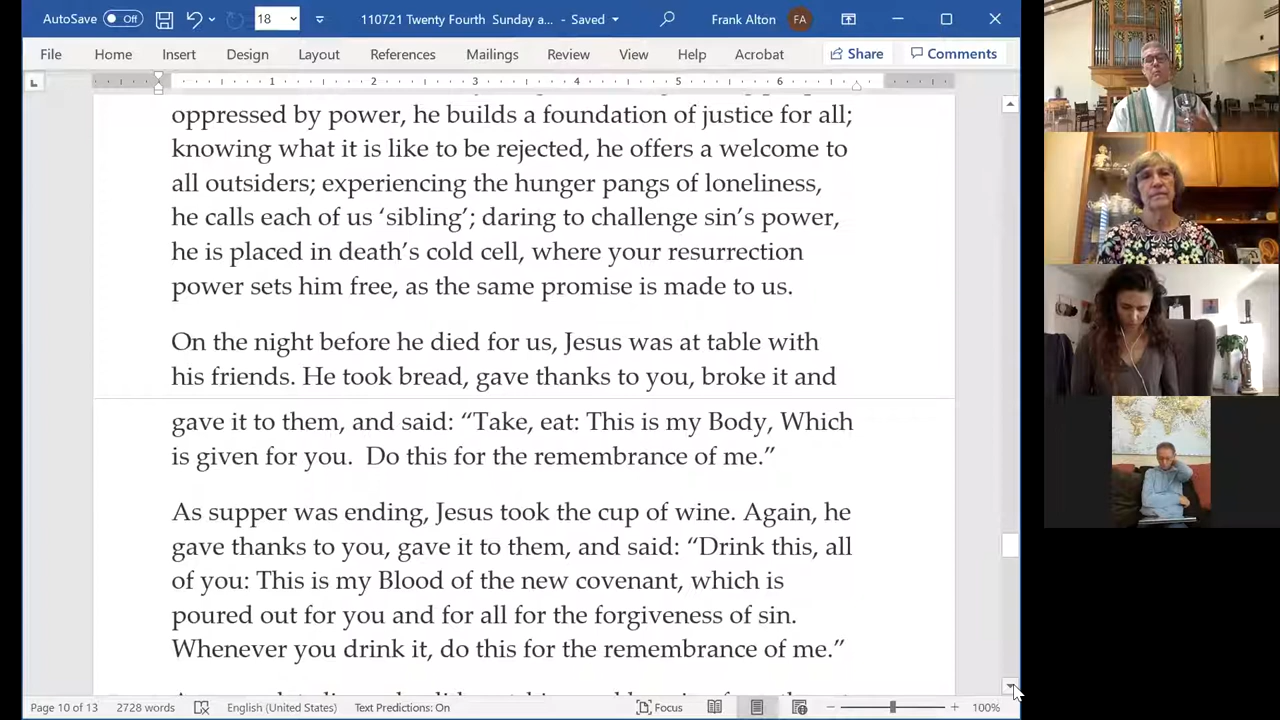 AutoSave Off 18 110721 Twenty Fourth Sunday a... - Saved Frank Alton FA
File Home Insert Design Layout References Mailings Review View Help Acrobat Share Comments
1 2 3 4 5 6
oppressed by power, he builds a foundation of justice for all;
knowing what it is like to be rejected, he offers a welcome to
all outsiders; experiencing the hunger pangs of loneliness,
he calls each of us ‘sibling’; daring to challenge sin’s power,
he is placed in death’s cold cell, where your resurrection
power sets him free, as the same promise is made to us.
On the night before he died for us, Jesus was at table with
his friends. He took bread, gave thanks to you, broke it and
gave it to them, and said: “Take, eat: This is my Body, Which
is given for you.  Do this for the remembrance of me.”
As supper was ending, Jesus took the cup of wine. Again, he
gave thanks to you, gave it to them, and said: “Drink this, all
of you: This is my Blood of the new covenant, which is
poured out for you and for all for the forgiveness of sin.
Whenever you drink it, do this for the remembrance of me.”
Page 10 of 13 2728 words English (United States) Text Predictions: On Focus 100%